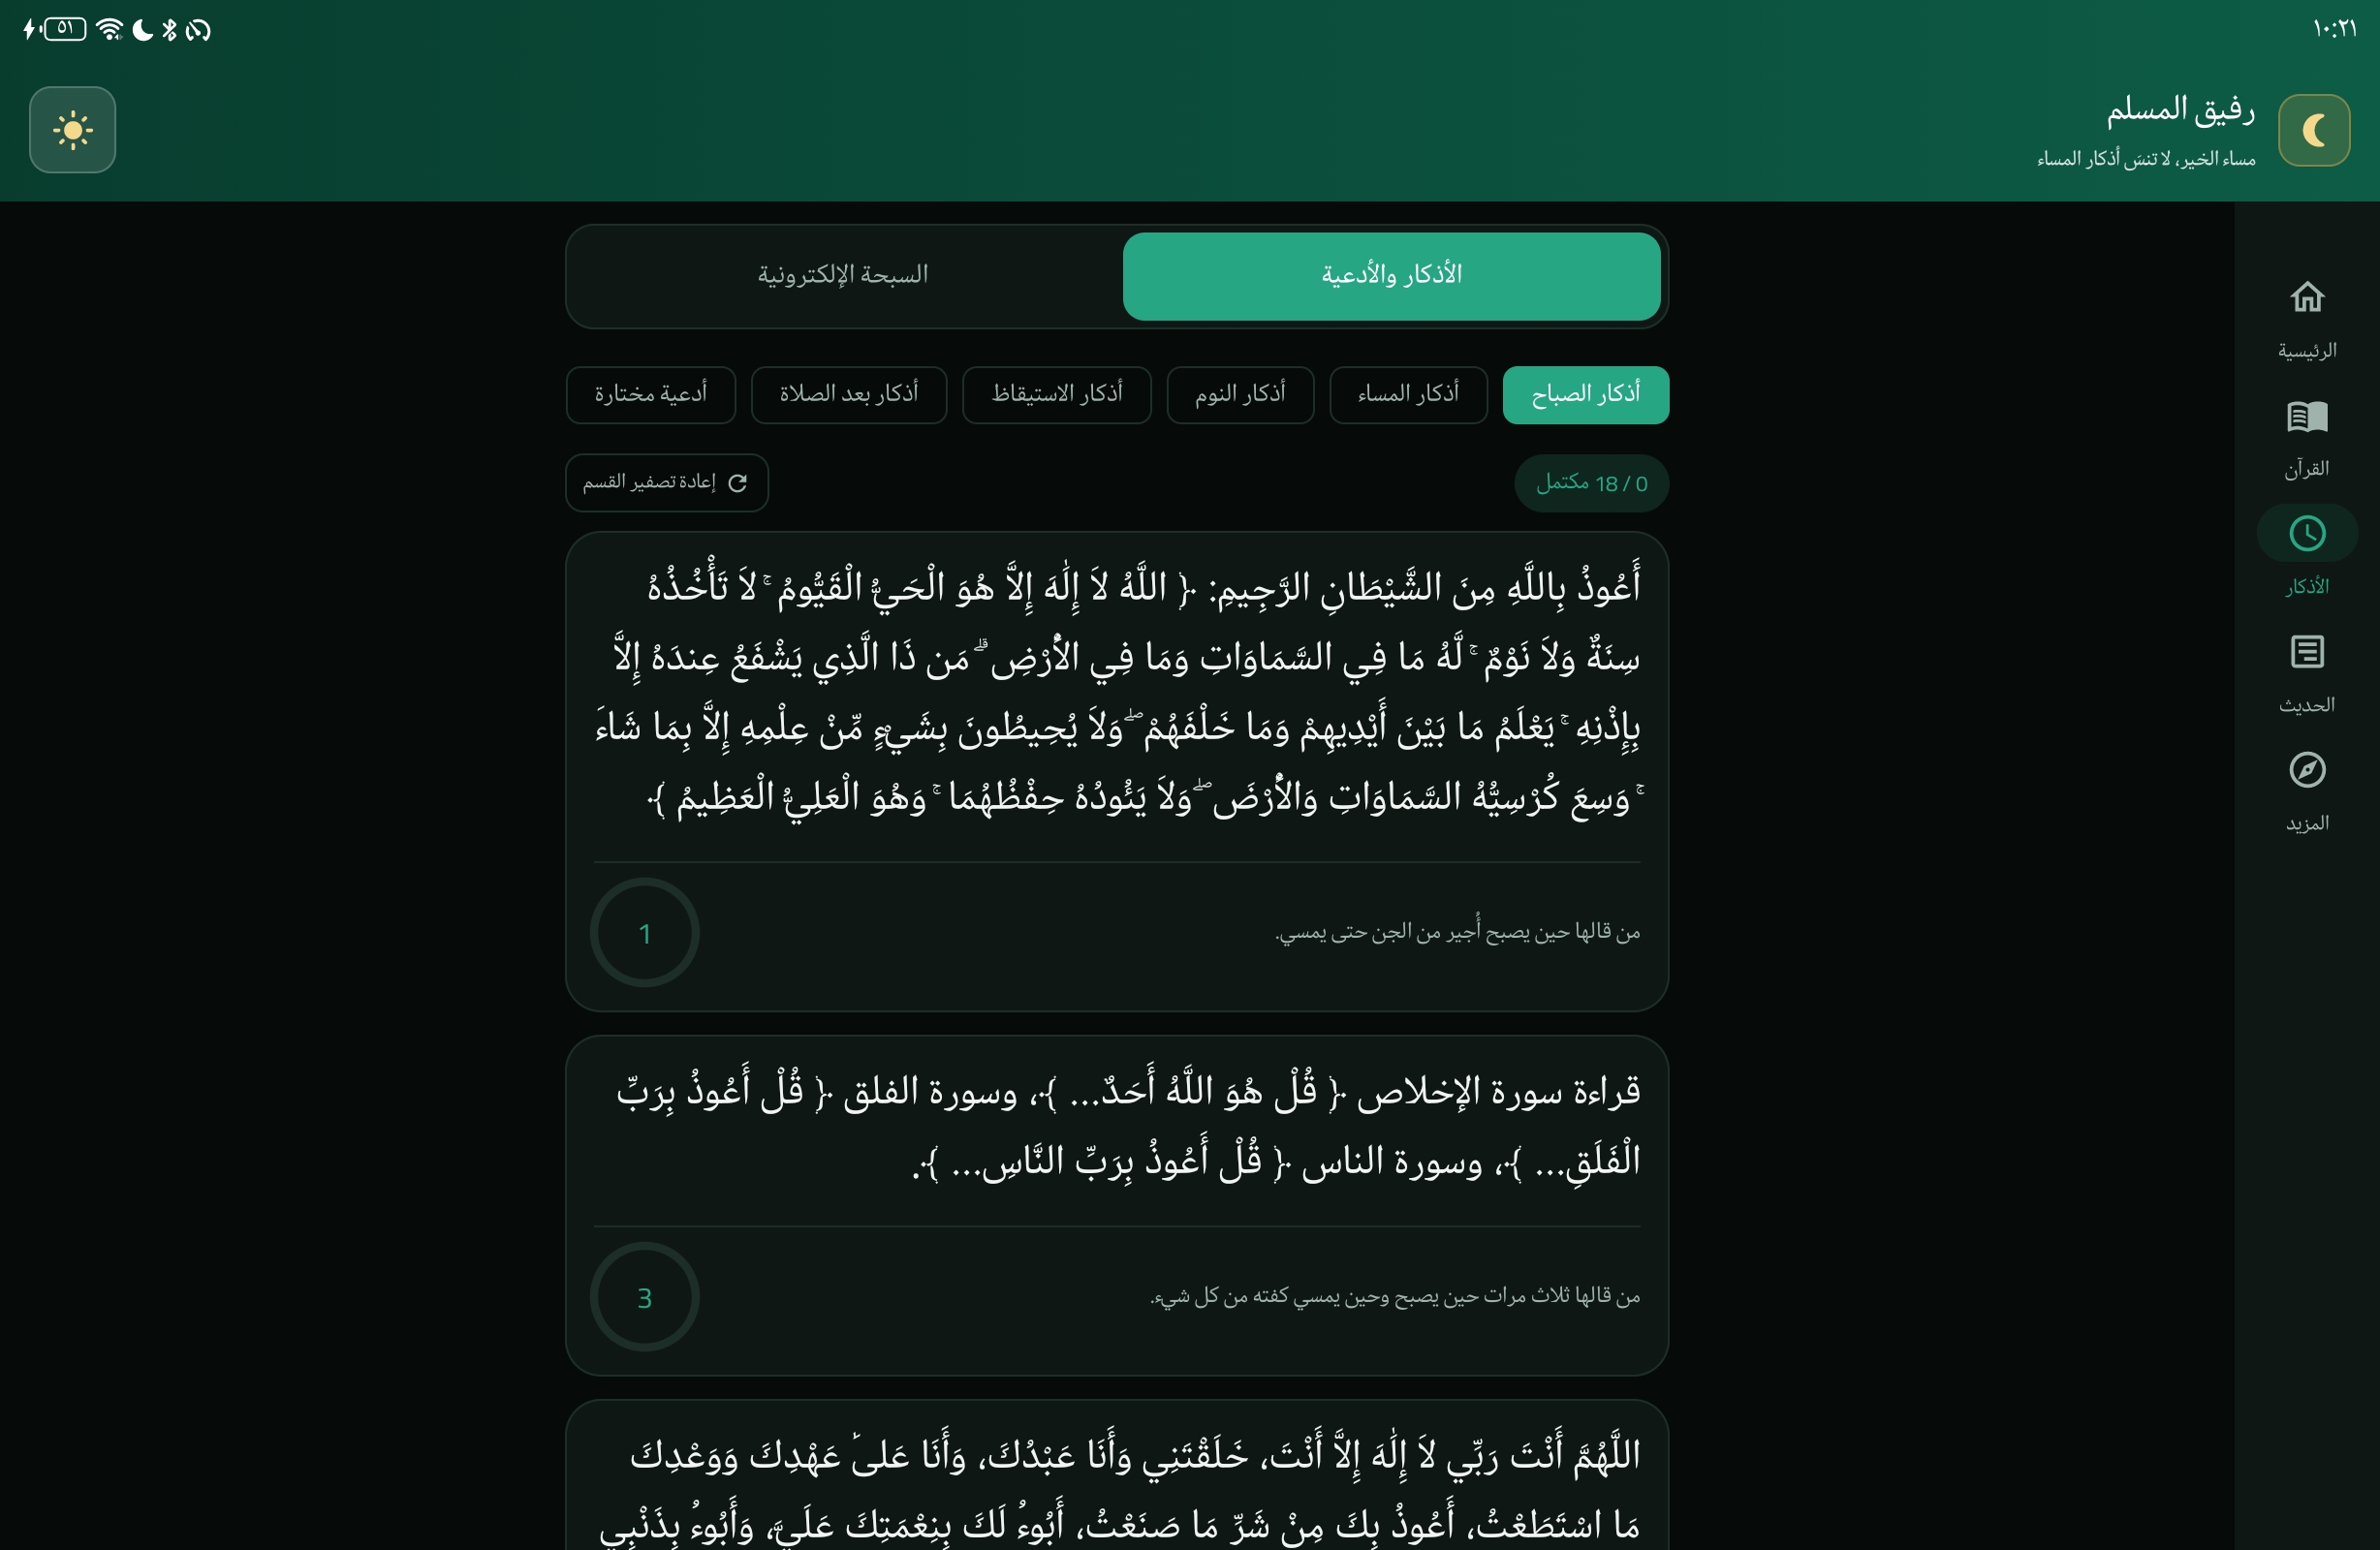 ١٠:٢١
٥١
رفيق المسلم
مساء الخير، لا تنسَ أذكار المساء
الرئيسية
القرآن
الأذكار
الحديث
المزيد
الأذكار والأدعية
السبحة الإلكترونية
أذكار الصباح
أذكار المساء
أذكار النوم
أذكار الاستيقاظ
أذكار بعد الصلاة
أدعية مختارة
0 / 18 مكتمل
إعادة تصفير القسم
أَعُوذُ بِاللَّهِ مِنَ الشَّيْطَانِ الرَّجِيمِ: ﴿ اللَّهُ لاَ إِلَٰهَ إِلاَّ هُوَ الْحَيُّ الْقَيُّومُ ۚ لاَ تَأْخُذُهُ
سِنَةٌ وَلاَ نَوْمٌ ۚ لَّهُ مَا فِي السَّمَاوَاتِ وَمَا فِي الأَرْضِ ۗ مَن ذَا الَّذِي يَشْفَعُ عِندَهُ إِلاَّ
بِإِذْنِهِ ۚ يَعْلَمُ مَا بَيْنَ أَيْدِيهِمْ وَمَا خَلْفَهُمْ ۖ وَلاَ يُحِيطُونَ بِشَيْءٍ مِّنْ عِلْمِهِ إِلاَّ بِمَا شَاءَ
ۚ وَسِعَ كُرْسِيُّهُ السَّمَاوَاتِ وَالأَرْضَ ۖ وَلاَ يَئُودُهُ حِفْظُهُمَا ۚ وَهُوَ الْعَلِيُّ الْعَظِيمُ ﴾
من قالها حين يصبح أُجير من الجن حتى يمسي.
1
قراءة سورة الإخلاص ﴿ قُلْ هُوَ اللَّهُ أَحَدٌ... ﴾، وسورة الفلق ﴿ قُلْ أَعُوذُ بِرَبِّ
الْفَلَقِ... ﴾، وسورة الناس ﴿ قُلْ أَعُوذُ بِرَبِّ النَّاسِ... ﴾.
من قالها ثلاث مرات حين يصبح وحين يمسي كفته من كل شيء.
3
اللَّهُمَّ أَنْتَ رَبِّي لاَ إِلَٰهَ إِلاَّ أَنْتَ، خَلَقْتَنِي وَأَنَا عَبْدُكَ، وَأَنَا عَلَىٰ عَهْدِكَ وَوَعْدِكَ
مَا اسْتَطَعْتُ، أَعُوذُ بِكَ مِنْ شَرِّ مَا صَنَعْتُ، أَبُوءُ لَكَ بِنِعْمَتِكَ عَلَيَّ، وَأَبُوءُ بِذَنْبِي